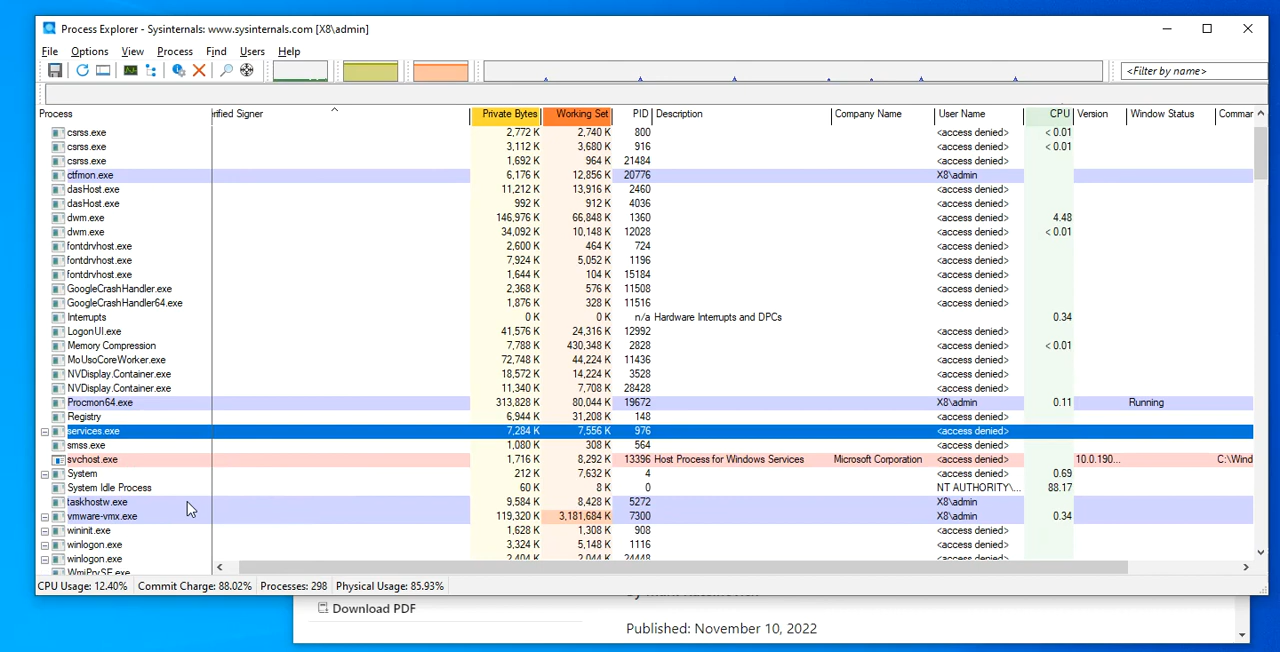 Process Explorer - Sysinternals: www.sysinternals.com [X8\admin]
File Options View Process Find Users Help
<Filter by name>
Process rified Signer Private Bytes Working Set PID Description Company Name User Name CPU Version Window Status Comman
csrss.exe 2,772 K 2,740 K 800 <access denied> < 0.01
csrss.exe 3,112 K 3,680 K 916 <access denied> < 0.01
csrss.exe 1,692 K 964 K 21484 <access denied>
ctfmon.exe 6,176 K 12,856 K 20776 X8\admin
dasHost.exe 11,212 K 13,916 K 2460 <access denied>
dasHost.exe 992 K 912 K 4036 <access denied>
dwm.exe 146,976 K 66,848 K 1360 <access denied> 4.48
dwm.exe 34,092 K 10,148 K 12028 <access denied> < 0.01
fontdrvhost.exe 2,600 K 464 K 724 <access denied>
fontdrvhost.exe 7,924 K 5,052 K 1196 <access denied>
fontdrvhost.exe 1,644 K 104 K 15184 <access denied>
GoogleCrashHandler.exe 2,368 K 576 K 11508 <access denied>
GoogleCrashHandler64.exe 1,876 K 328 K 11516 <access denied>
Interrupts 0 K 0 K n/a Hardware Interrupts and DPCs 0.34
LogonUI.exe 41,576 K 24,316 K 12992 <access denied>
Memory Compression 7,788 K 430,348 K 2828 <access denied> < 0.01
MoUsoCoreWorker.exe 72,748 K 44,224 K 11436 <access denied>
NVDisplay.Container.exe 18,572 K 14,224 K 3528 <access denied>
NVDisplay.Container.exe 11,340 K 7,708 K 28428 <access denied>
Procmon64.exe 313,828 K 80,044 K 19672 X8\admin 0.11 Running
Registry 6,944 K 31,208 K 148 <access denied>
services.exe 7,284 K 7,556 K 976 <access denied>
smss.exe 1,080 K 308 K 564 <access denied>
svchost.exe 1,716 K 8,292 K 13396 Host Process for Windows Services Microsoft Corporation <access denied> 10.0.190... C:\Wind
System 212 K 7,632 K 4 <access denied> 0.69
System Idle Process 60 K 8 K 0 NT AUTHORITY\... 88.17
taskhostw.exe 9,584 K 8,428 K 5272 X8\admin
vmware-vmx.exe 119,320 K 3,181,684 K 7300 X8\admin 0.34
wininit.exe 1,628 K 1,308 K 908 <access denied>
winlogon.exe 3,324 K 5,148 K 1116 <access denied>
winlogon.exe 2,404 K 2,044 K 24448 <access denied>
WmiPrvSE.exe
CPU Usage: 12.40% Commit Charge: 88.02% Processes: 298 Physical Usage: 85.93%
Download PDF
Published: November 10, 2022